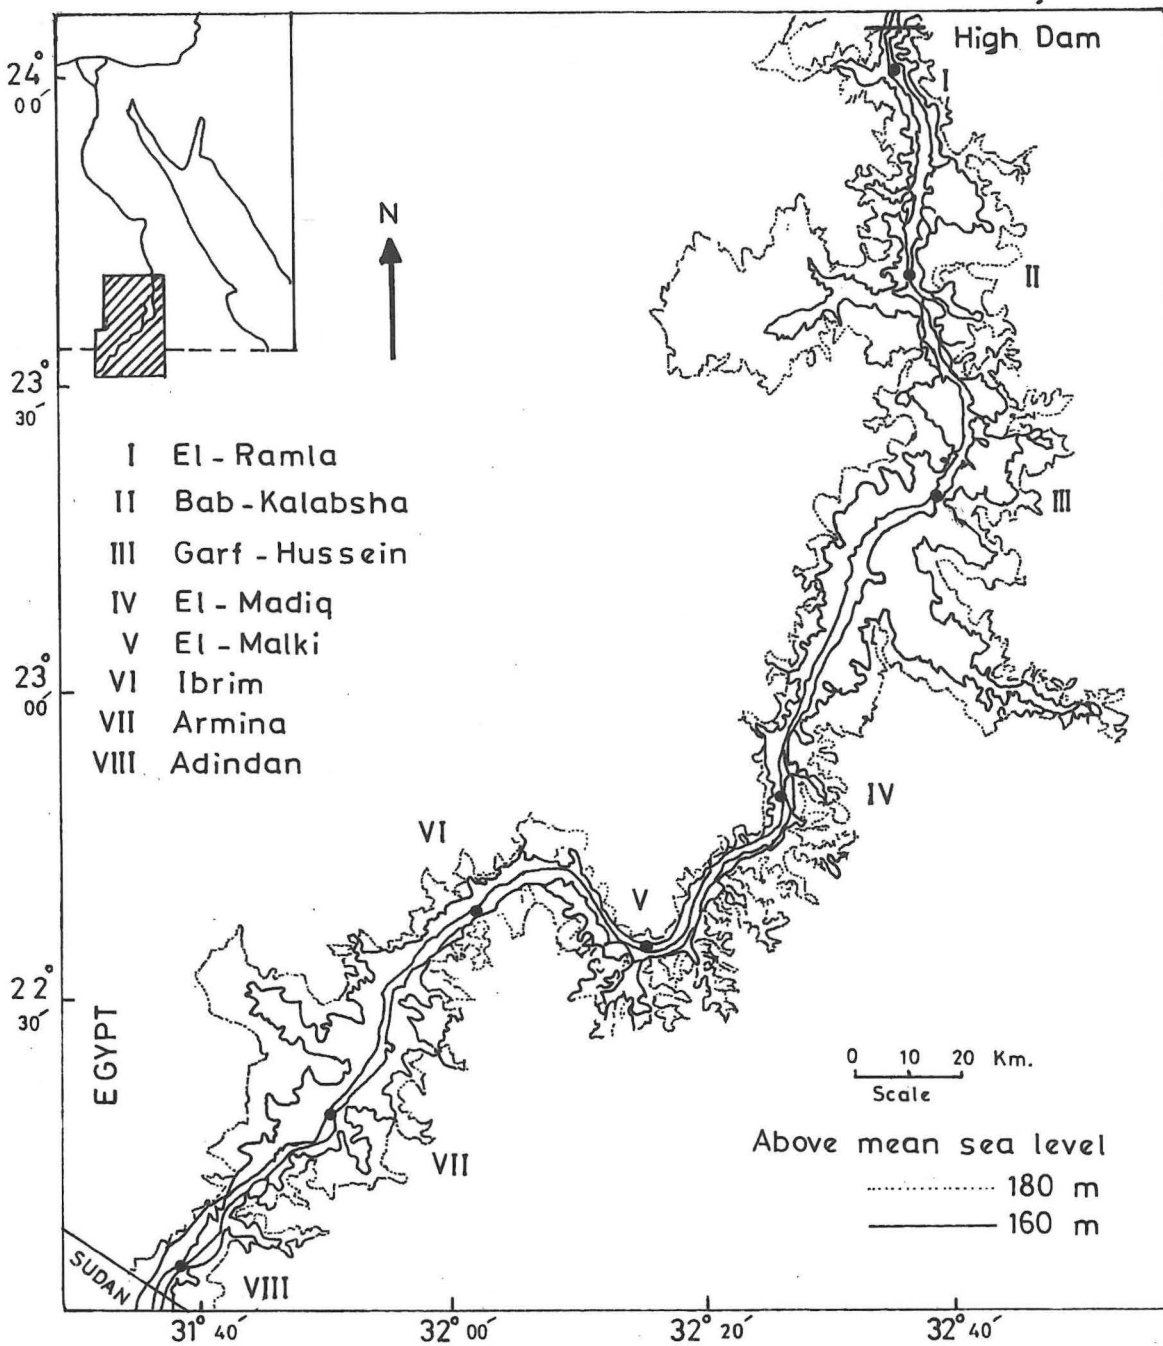 High Dam
24°
00′
I
N
II
23°
30′
I El-Ramla
II Bab-Kalabsha
III Garf-Hussein
IV El-Madiq
V El-Malki
VI Ibrim
VII Armina
VIII Adindan
III
23°
00′
IV
VI
V
22°
30′
EGYPT
0 10 20 Km.
Scale
Above mean sea level
180 m
160 m
VII
SUDAN
VIII
31° 40′
32° 00′
32° 20′
32° 40′